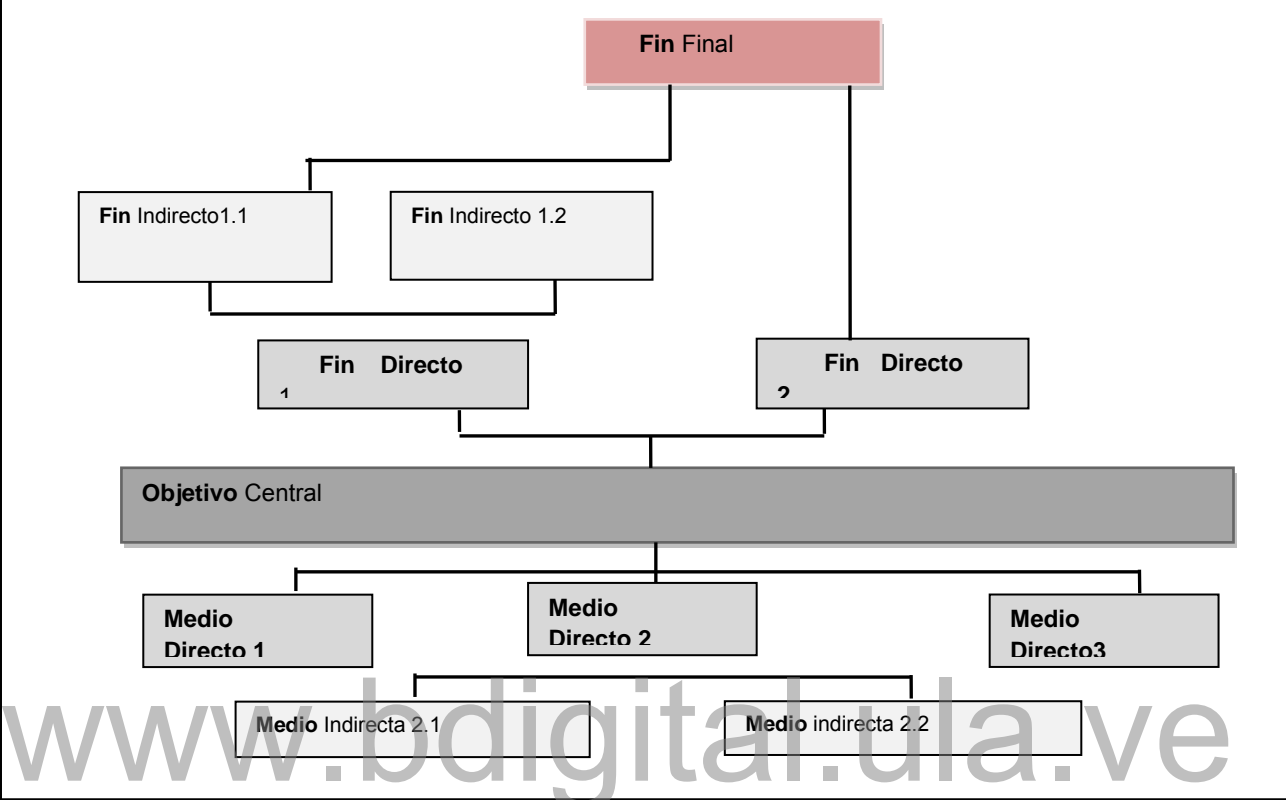 Fin Final
Fin Indirecto1.1
Fin Indirecto 1.2
Fin Directo
1
Fin Directo
2
Objetivo Central
Medio
Directo 1
Medio
Directo 2
Medio
Directo3
Medio Indirecta 2.1
Medio indirecta 2.2
www.bdigital.ula.ve